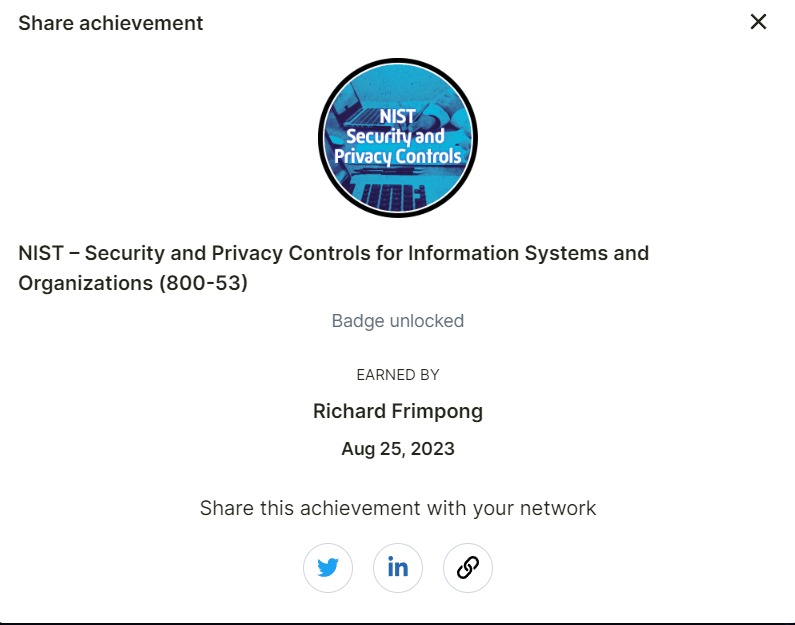 Share achievement
NIST
Security and
Privacy Controls
NIST – Security and Privacy Controls for Information Systems and
Organizations (800-53)
Badge unlocked
EARNED BY
Richard Frimpong
Aug 25, 2023
Share this achievement with your network
in